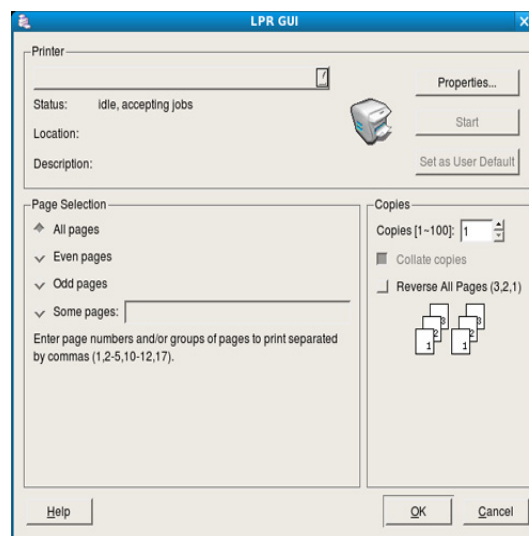 LPR GUI
Printer
Properties...
Status: idle, accepting jobs
Start
Location:
Description:
Set as User Default
Page Selection
All pages
Even pages
Odd pages
Some pages:
Enter page numbers and/or groups of pages to print separated
by commas (1,2-5,10-12,17).
Copies
Copies [1~100]: 1
Collate copies
Reverse All Pages (3,2,1)
3 3
2 2
1 1
Help
OK
Cancel